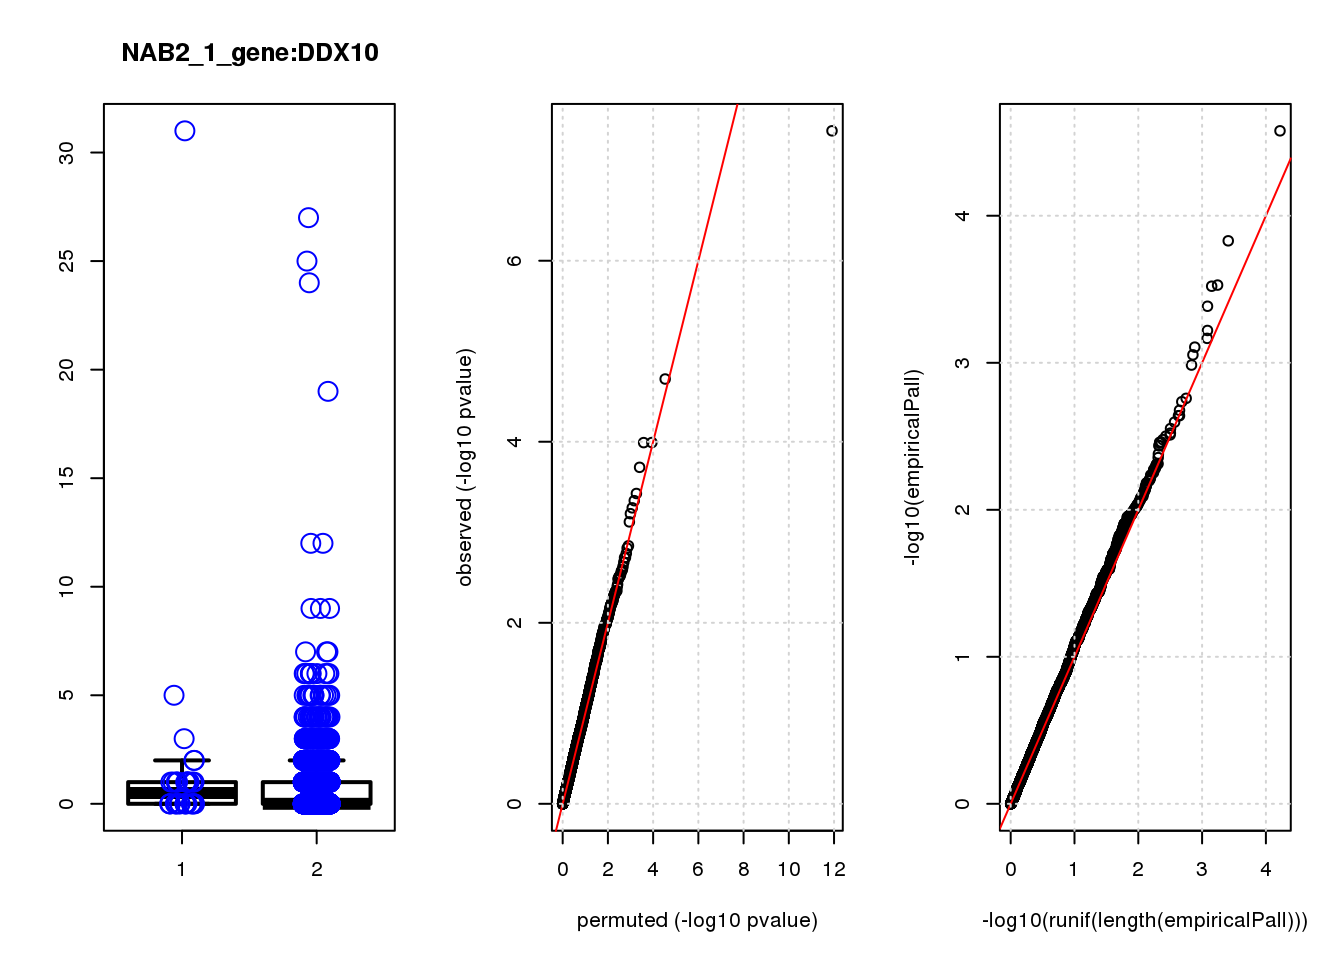 NAB2_1_gene:DDX10
30
25
20
15
10
5
0
1 2
observed (-log10 pvalue)
6
4
2
0
0 2 4 6 8 10 12
permuted (-log10 pvalue)
-log10(empiricalPall)
4
3
2
1
0
0 1 2 3 4
-log10(runif(length(empiricalPall)))